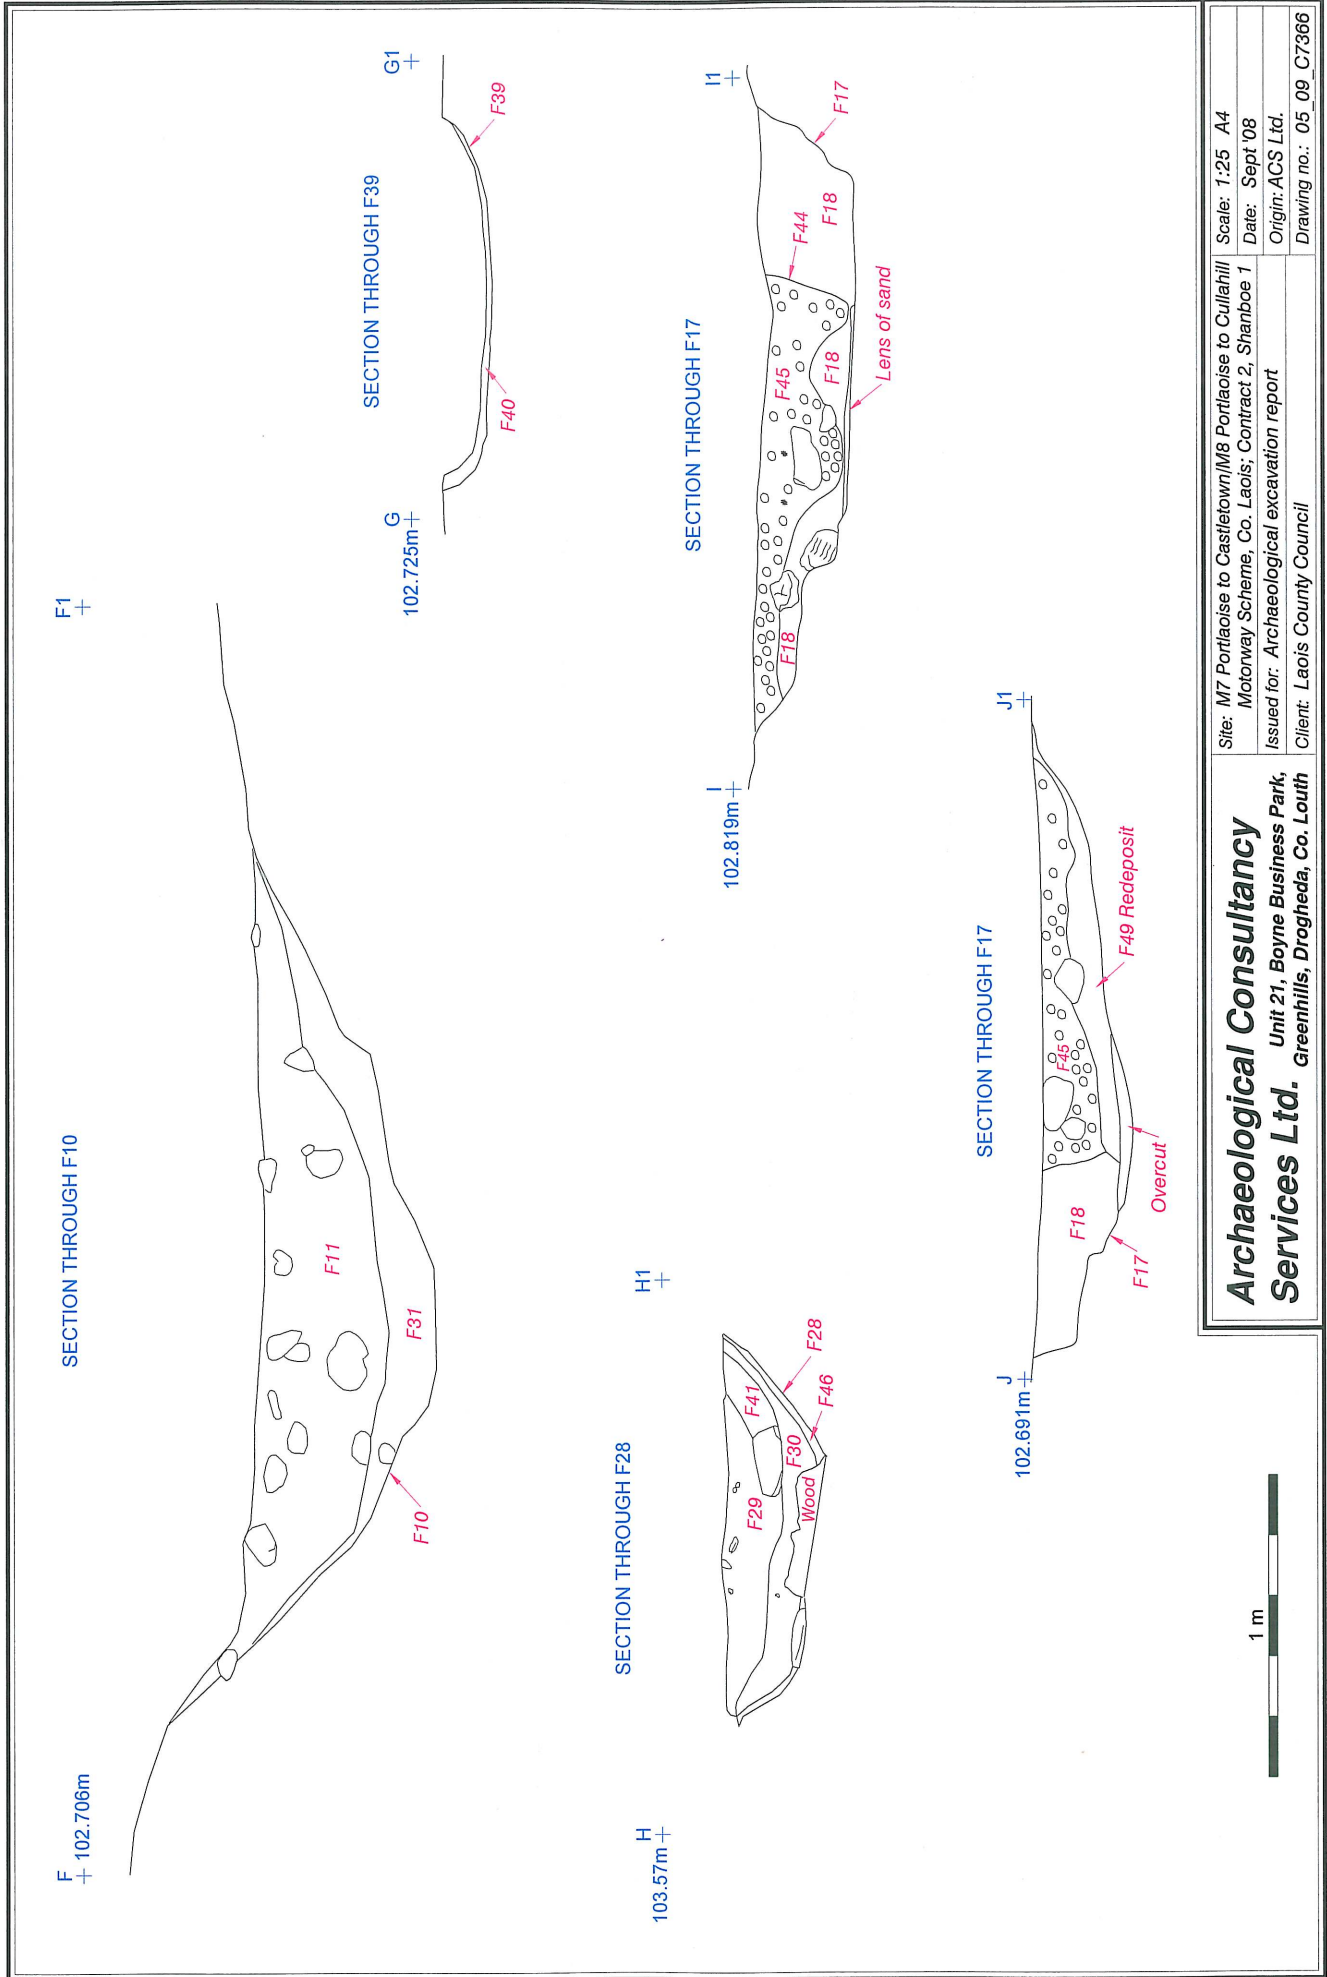 SECTION THROUGH F10
F
102.706m
F1
F11
F31
F10
SECTION THROUGH F39
G
102.725m
G1
F39
F40
SECTION THROUGH F28
H
103.57m
H1
F29
F41
F30
Wood
F28
F46
SECTION THROUGH F17
I
102.819m
I1
F18
F45
F18
F44
F18
F17
Lens of sand
SECTION THROUGH F17
J
102.691m
J1
F18
F45
F17
Overcut
F49 Redeposit
1 m
Archaeological Consultancy
Services Ltd.
Unit 21, Boyne Business Park,
Greenhills, Drogheda, Co. Louth
Site: M7 Portlaoise to Castletown/M8 Portlaoise to Cullahill
Motorway Scheme, Co. Laois; Contract 2, Shanboe 1
Issued for: Archaeological excavation report
Client: Laois County Council
Scale: 1:25 A4
Date: Sept '08
Origin: ACS Ltd.
Drawing no.: 05_09_C7366